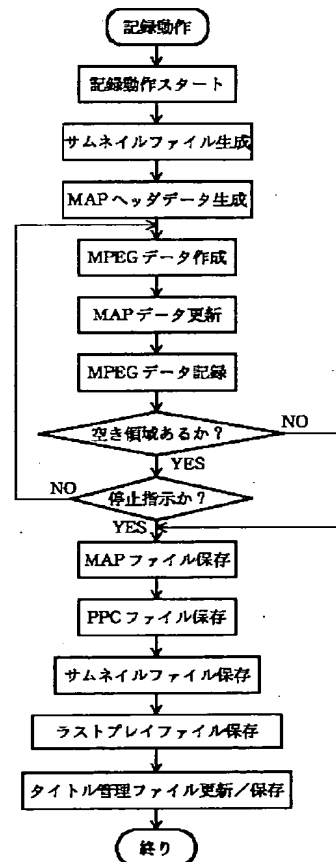 記録動作
記録動作スタート
サムネイルファイル生成
MAPヘッダデータ生成
MPEGデータ作成
MAPデータ更新
MPEGデータ記録
空き領域あるか?
NO
YES
NO
停止指示か?
YES
MAPファイル保存
PPCファイル保存
サムネイルファイル保存
ラストプレイファイル保存
タイトル管理ファイル更新/保存
終り